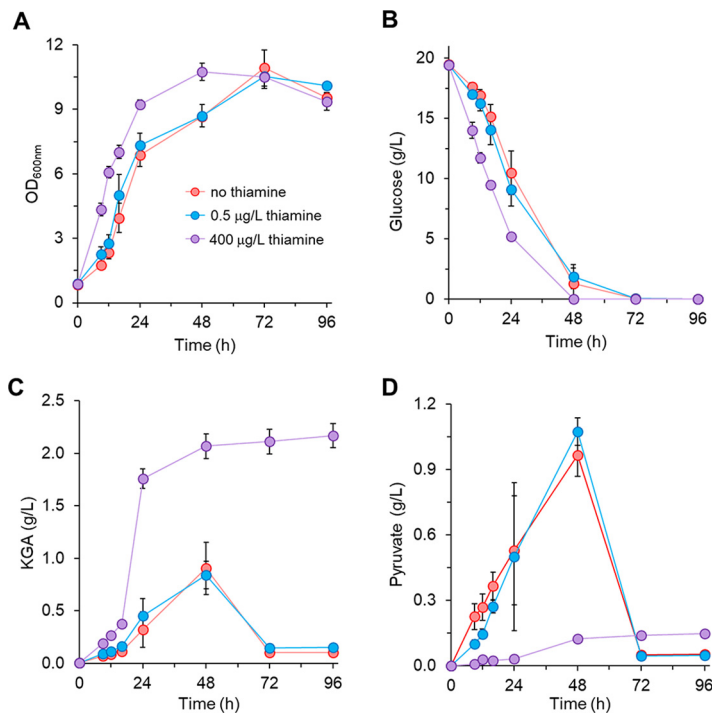 A
12
9
6
3
0
OD600nm
no thiamine
0.5 μg/L thiamine
400 μg/L thiamine
0 24 48 72 96
Time (h)
B
20
15
10
5
0
Glucose (g/L)
0 24 48 72 96
Time (h)
C
2.5
2.0
1.5
1.0
0.5
0.0
KGA (g/L)
0 24 48 72 96
Time (h)
D
1.2
0.9
0.6
0.3
0.0
Pyruvate (g/L)
0 24 48 72 96
Time (h)